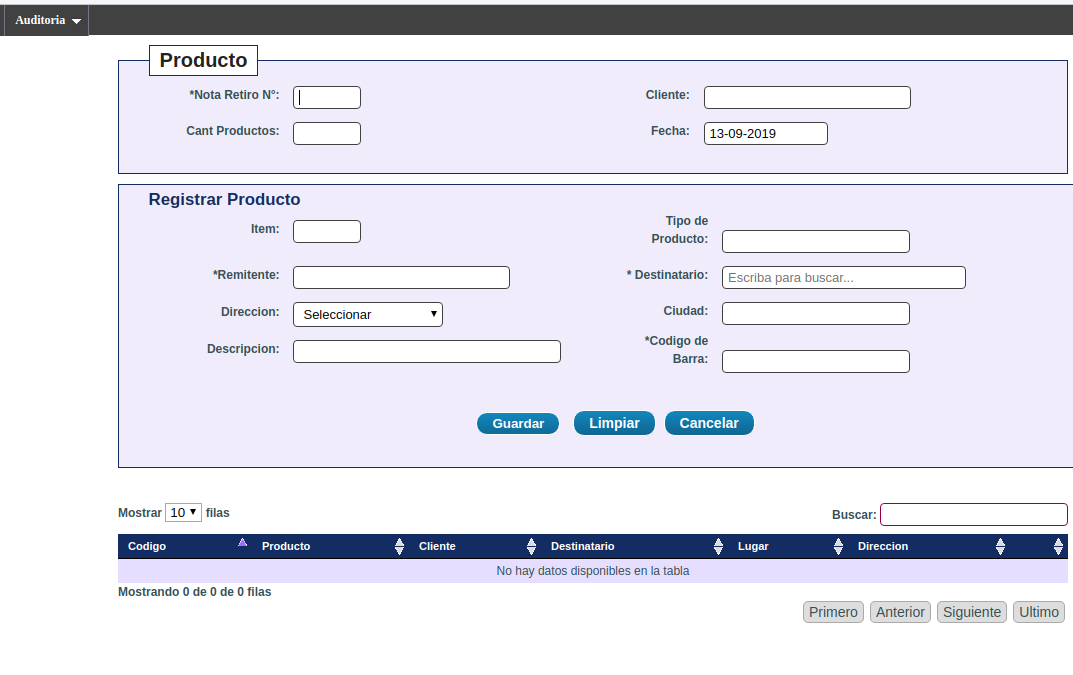 Auditoria
Producto
*Nota Retiro N°: Cliente:
Cant Productos: Fecha: 13-09-2019
Registrar Producto
Item: Tipo de Producto:
*Remitente: * Destinatario: Escriba para buscar...
Direccion: Seleccionar Ciudad:
Descripcion: *Codigo de Barra:
Guardar Limpiar Cancelar
Mostrar 10 filas Buscar:
Codigo Producto Cliente Destinatario Lugar Direccion
No hay datos disponibles en la tabla
Mostrando 0 de 0 de 0 filas
Primero Anterior Siguiente Ultimo